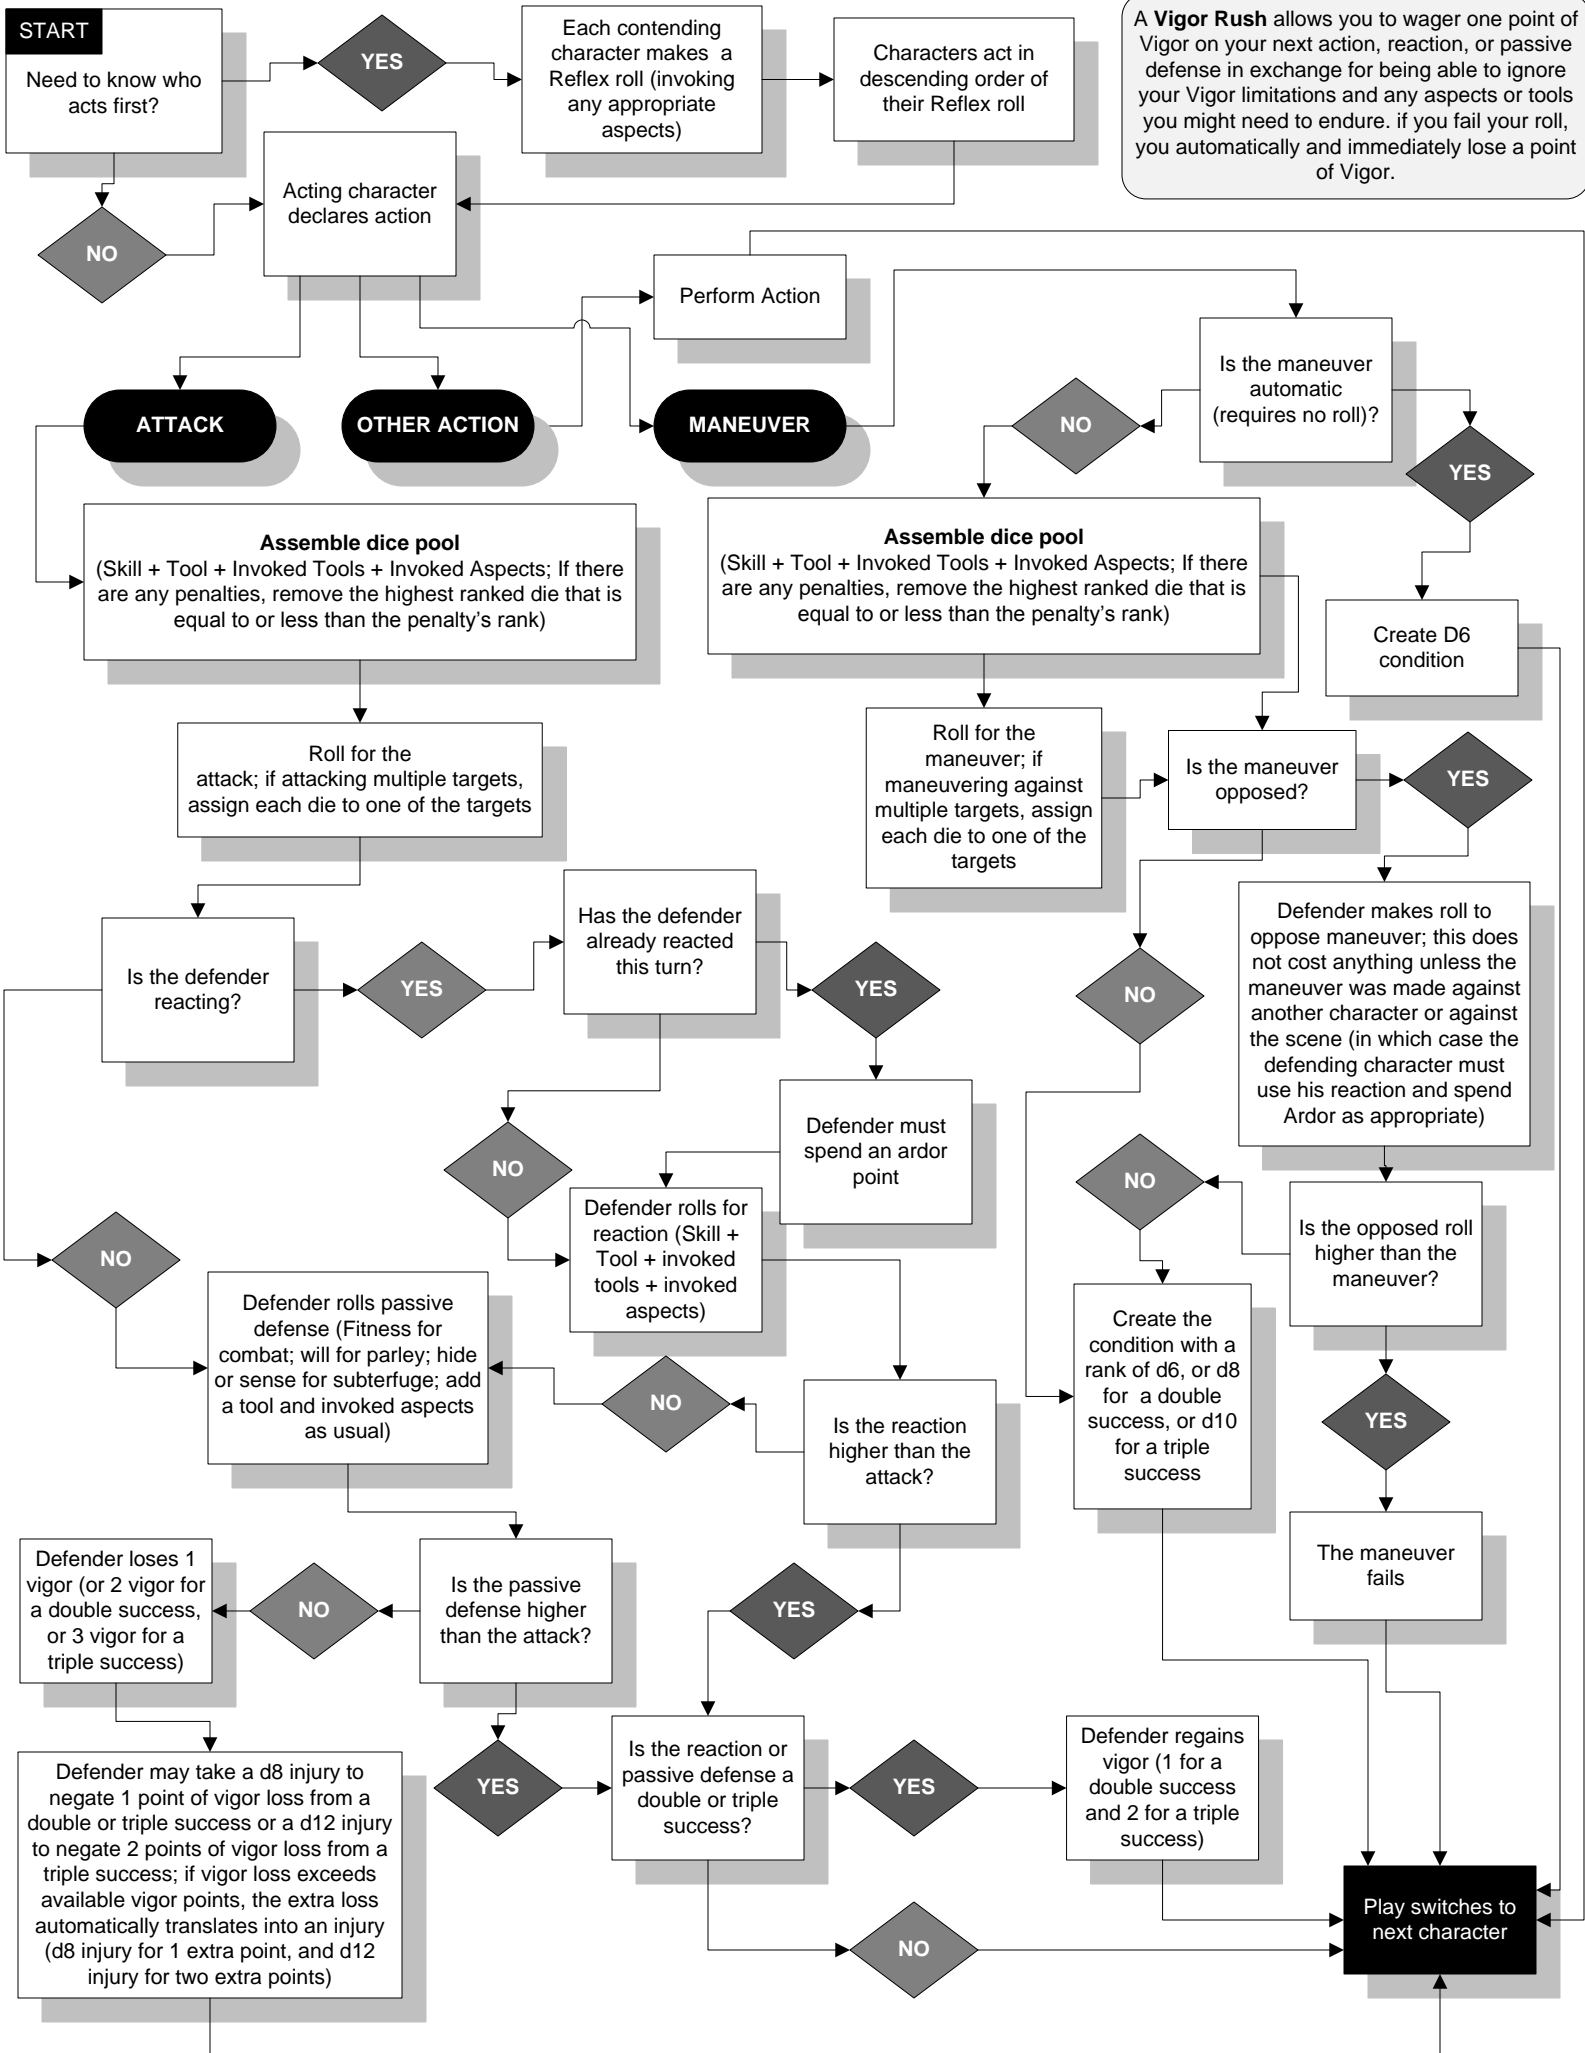 START
Need to know who
acts first?
YES
Each contending
character makes a
Reflex roll (invoking
any appropriate
aspects)
Characters act in
descending order of
their Reflex roll
A Vigor Rush allows you to wager one point of
Vigor on your next action, reaction, or passive
defense in exchange for being able to ignore
your Vigor limitations and any aspects or tools
you might need to endure. if you fail your roll,
you automatically and immediately lose a point
of Vigor.
NO
Acting character
declares action
Perform Action
ATTACK
OTHER ACTION
MANEUVER
Is the maneuver
automatic
(requires no roll)?
NO
YES
Assemble dice pool
(Skill + Tool + Invoked Tools + Invoked Aspects; If there
are any penalties, remove the highest ranked die that is
equal to or less than the penalty's rank)
Assemble dice pool
(Skill + Tool + Invoked Tools + Invoked Aspects; If there
are any penalties, remove the highest ranked die that is
equal to or less than the penalty's rank)
Create D6
condition
Roll for the
attack; if attacking multiple targets,
assign each die to one of the targets
Roll for the
maneuver; if
maneuvering against
multiple targets, assign
each die to one of the
targets
Is the maneuver
opposed?
YES
Is the defender
reacting?
YES
Has the defender
already reacted
this turn?
YES
NO
Defender makes roll to
oppose maneuver; this does
not cost anything unless the
maneuver was made against
another character or against
the scene (in which case the
defending character must
use his reaction and spend
Ardor as appropriate)
NO
Defender must
spend an ardor
point
NO
Defender rolls for
reaction (Skill +
Tool + invoked
tools + invoked
aspects)
Is the opposed roll
higher than the
maneuver?
NO
Defender rolls passive
defense (Fitness for
combat; will for parley; hide
or sense for subterfuge; add
a tool and invoked aspects
as usual)
NO
Is the reaction
higher than the
attack?
Create the
condition with a
rank of d6, or d8
for a double
success, or d10
for a triple
success
YES
The maneuver
fails
Defender loses 1
vigor (or 2 vigor for
a double success,
or 3 vigor for a
triple success)
NO
Is the passive
defense higher
than the attack?
YES
Defender may take a d8 injury to
negate 1 point of vigor loss from a
double or triple success or a d12 injury
to negate 2 points of vigor loss from a
triple success; if vigor loss exceeds
available vigor points, the extra loss
automatically translates into an injury
(d8 injury for 1 extra point, and d12
injury for two extra points)
YES
Is the reaction or
passive defense a
double or triple
success?
YES
Defender regains
vigor (1 for a
double success
and 2 for a triple
success)
NO
Play switches to
next character